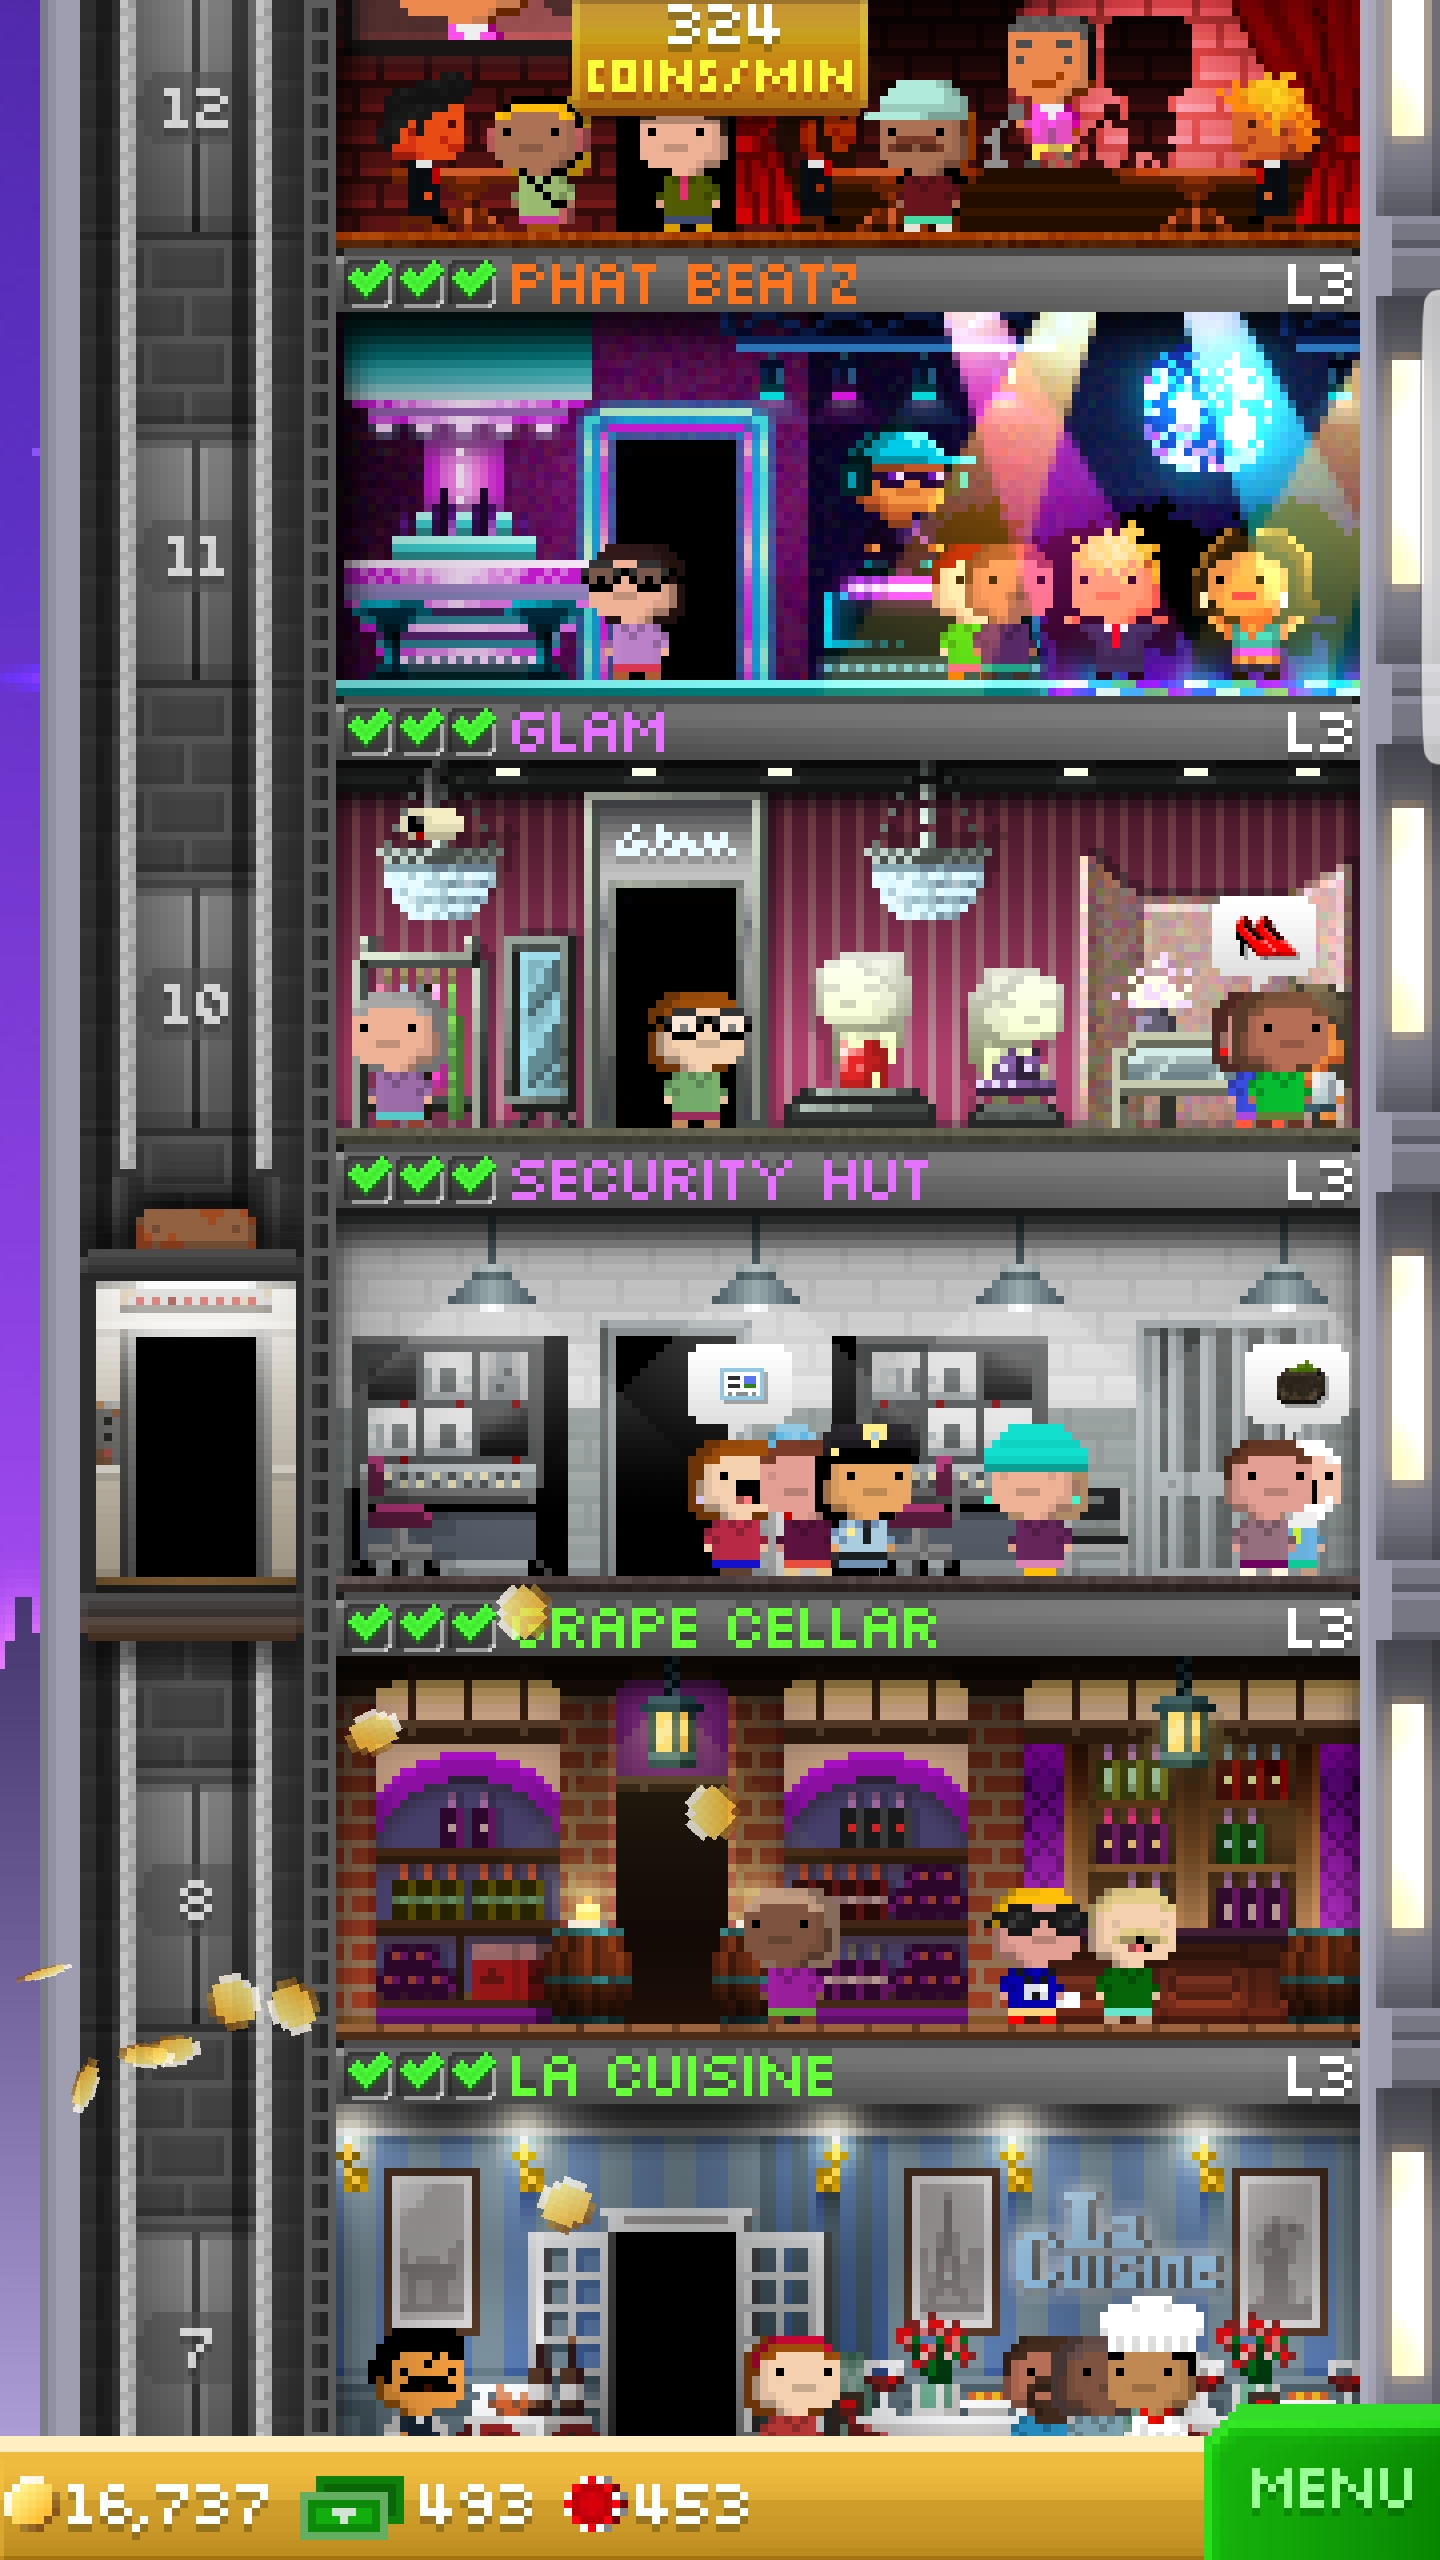 324
COINS/MIN
12
PHAT BEATZ
L3
11
GLAM
L3
Glam
10
SECURITY HUT
L3
GRAPE CELLAR
L3
8
LA CUISINE
L3
La
Cuisine
7
16,737
493
453
MENU